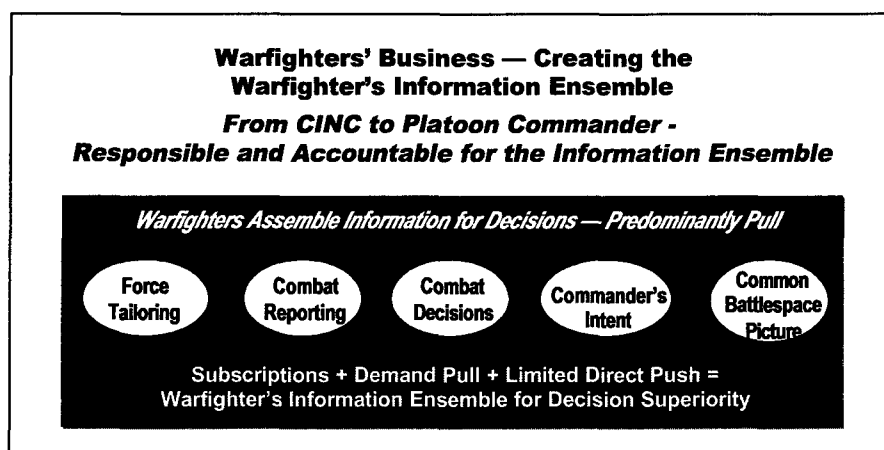 Warfighters' Business — Creating the
Warfighter's Information Ensemble
From CINC to Platoon Commander -
Responsible and Accountable for the Information Ensemble
Warfighters Assemble Information for Decisions — Predominantly Pull
Force
Tailoring
Combat
Reporting
Combat
Decisions
Commander's
Intent
Common
Battlespace
Picture
Subscriptions + Demand Pull + Limited Direct Push =
Warfighter's Information Ensemble for Decision Superiority